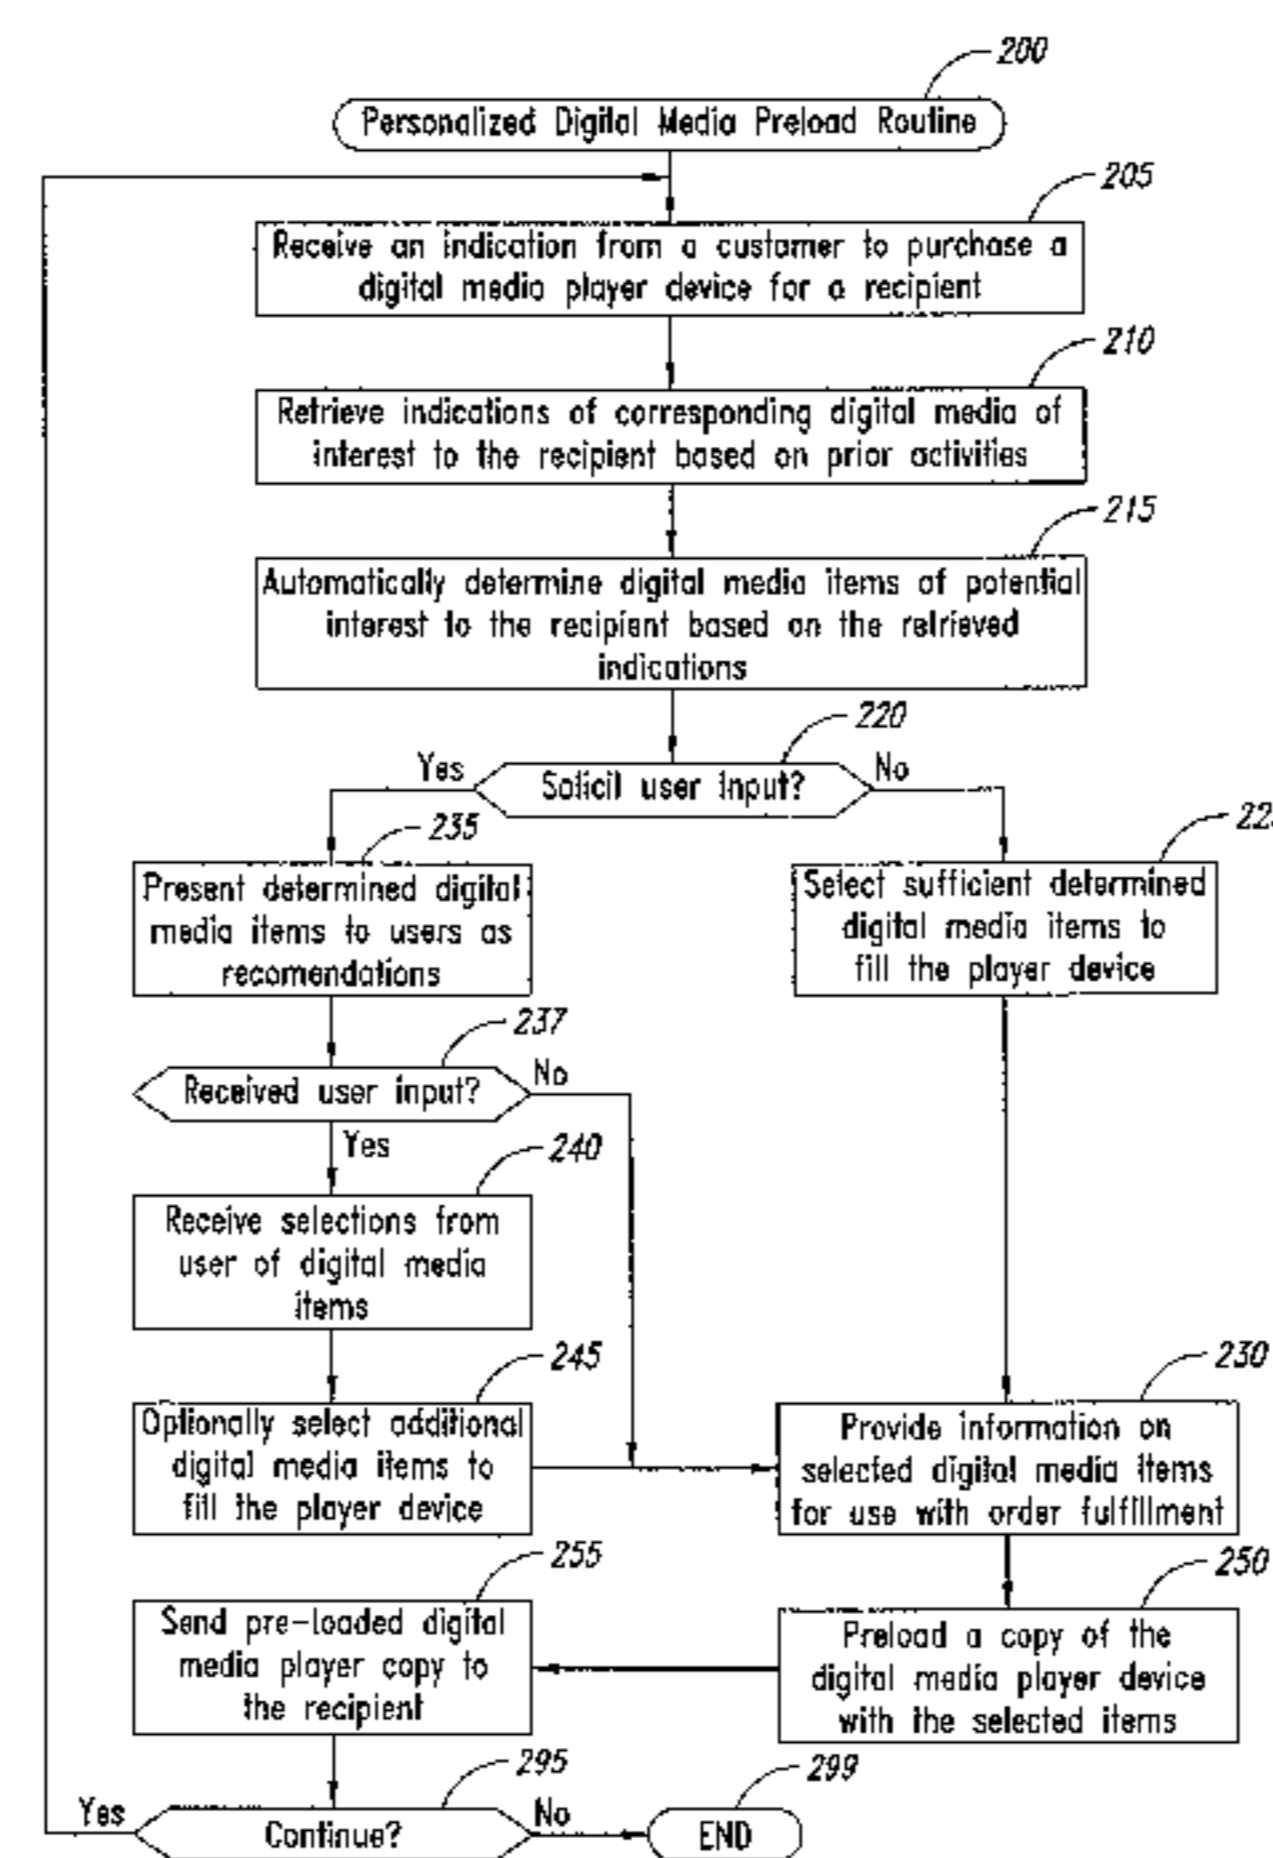 200
Personalized Digital Media Preload Routine
205
Receive an indication from a customer to purchase a
digital media player device for a recipient
210
Retrieve indications of corresponding digital media of
interest to the recipient based on prior activities
215
Automatically determine digital media items of potential
interest to the recipient based on the retrieved
indications
220
Yes
Solicit user input?
No
235
Present determined digital
media items to users as
recomendations
Select sufficient determined
digital media items to
fill the player device
237
Received user input?
No
Yes
240
Receive selections from
user of digital media
items
245
Optionally select additional
digital media items to
fill the player device
230
Provide information on
selected digital media items
for use with order fulfillment
255
Send pre-loaded digital
media player copy to
the recipient
250
Preload a copy of the
digital media player device
with the selected items
295
Yes
Continue?
No
299
END